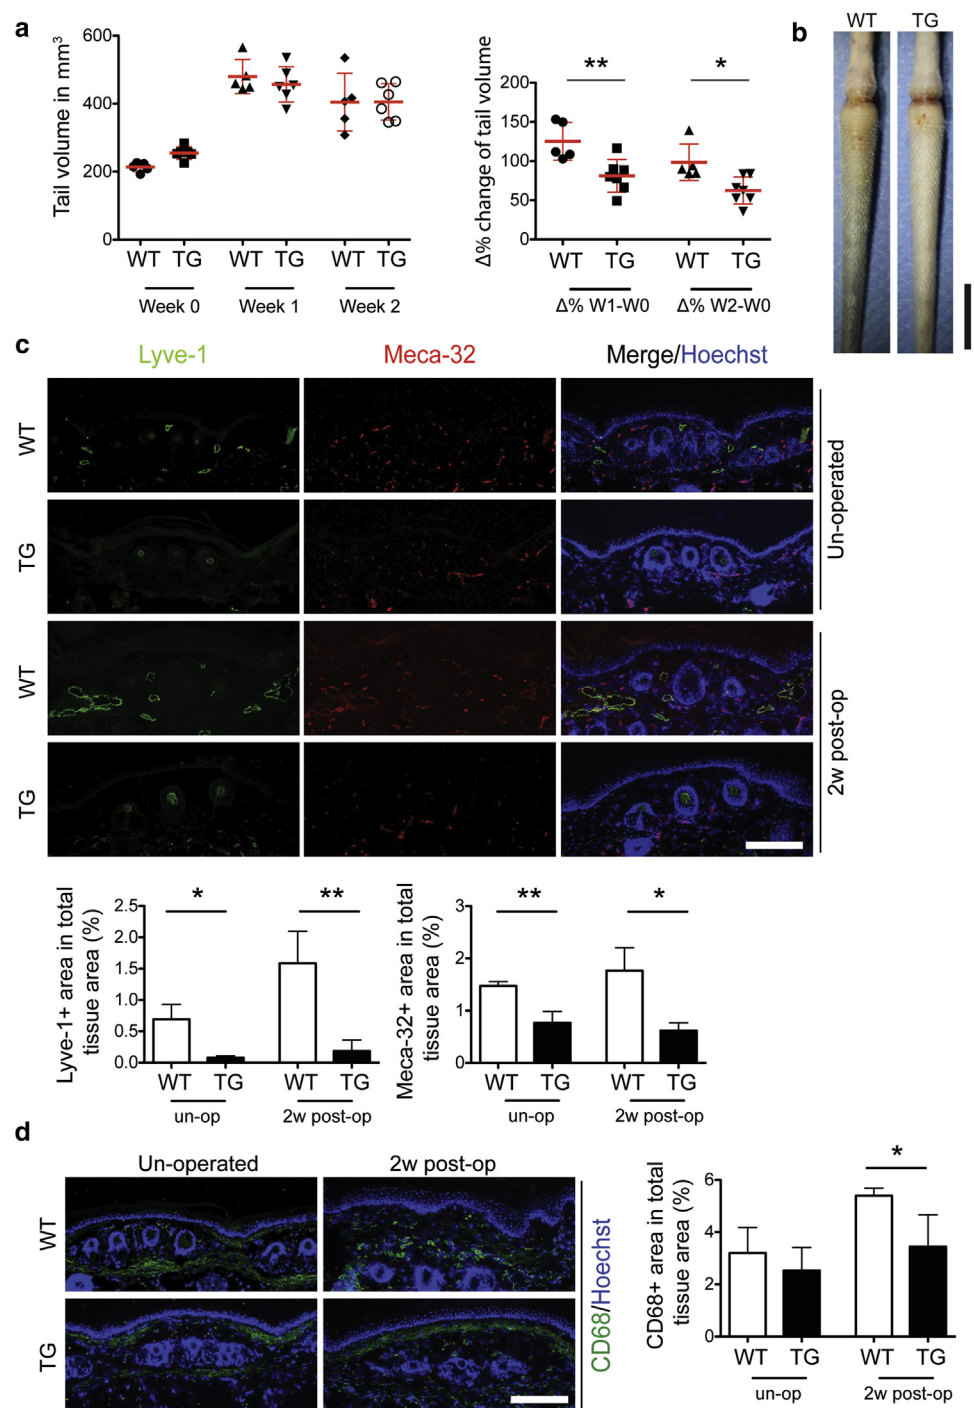 a
Tail volume in mm³
600
400
200
0
WT TG WT TG WT TG
Week 0 Week 1 Week 2
Δ% change of tail volume
200
150
100
50
0
** *
WT TG WT TG
Δ% W1-W0 Δ% W2-W0
b
WT TG
c
Lyve-1 Meca-32 Merge/Hoechst
WT
TG
Un-operated
WT
TG
2w post-op
Lyve-1+ area in total
tissue area (%)
2.5
2.0
1.5
1.0
0.5
0.0
* **
WT TG WT TG
un-op 2w post-op
Meca-32+ area in total
tissue area (%)
3
2
1
0
** *
WT TG WT TG
un-op 2w post-op
d
Un-operated 2w post-op
WT
TG
CD68/Hoechst
CD68+ area in total
tissue area (%)
6
4
2
0
*
WT TG WT TG
un-op 2w post-op